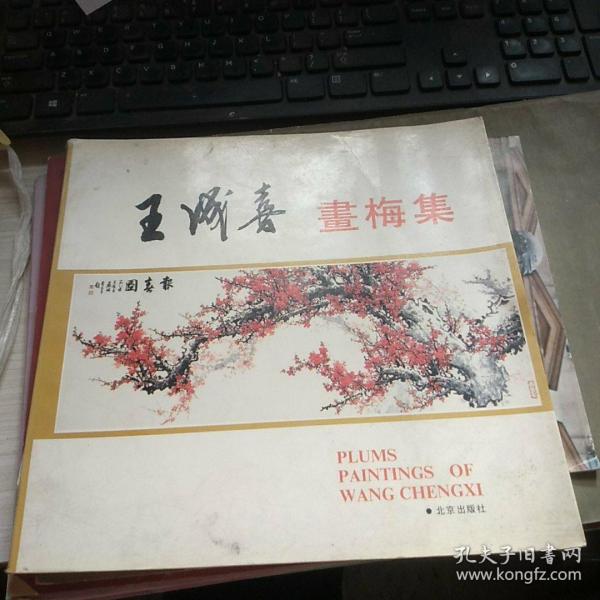 王成喜 畫梅集
報春圖
PLUMS
PAINTINGS OF
WANG CHENGXI
● 北京出版社
孔夫子旧书网
www.kongfz.com